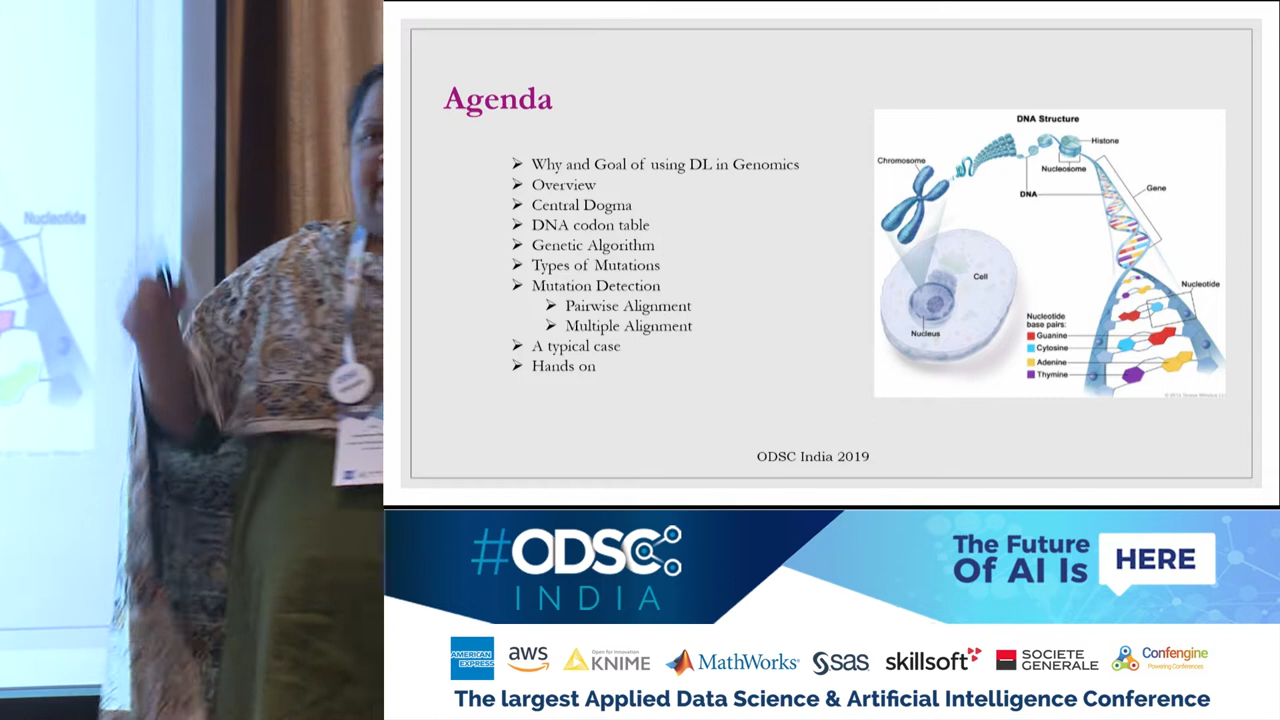 Nucleotide
Agenda
Why and Goal of using DL in Genomics
Overview
Central Dogma
DNA codon table
Genetic Algorithm
Types of Mutations
Mutation Detection
Pairwise Alignment
Multiple Alignment
A typical case
Hands on
DNA Structure
Histone
Chromosome
Nucleosome
DNA
Gene
Cell
Nucleus
Nucleotide
Nucleotide
base pairs:
Guanine
Cytosine
Adenine
Thymine
ODSC India 2019
#ODSC
INDIA
The Future
Of AI Is HERE
AMERICAN
EXPRESS
aws
Open for Innovation
KNIME
MathWorks
sas
skillsoft
SOCIETE
GENERALE
Confengine
Powering Conferences
The largest Applied Data Science & Artificial Intelligence Conference